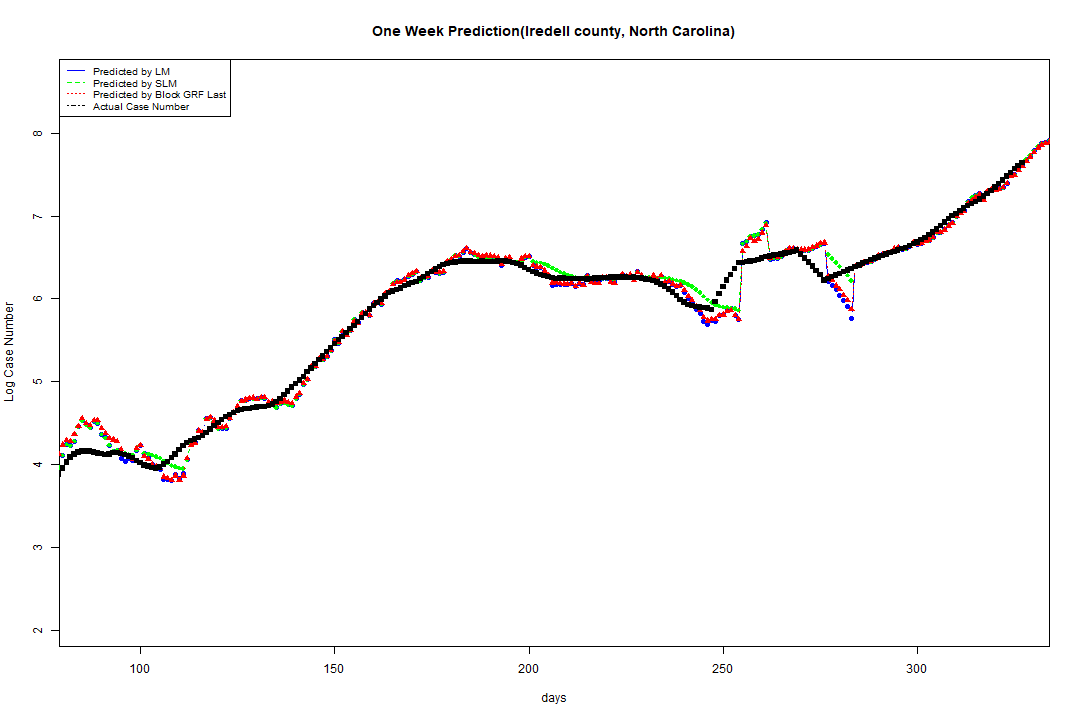 One Week Prediction(Iredell county, North Carolina)
Predicted by LM
Predicted by SLM
Predicted by Block GRF Last
Actual Case Number
Log Case Number
8
7
6
5
4
3
2
100 150 200 250 300
days